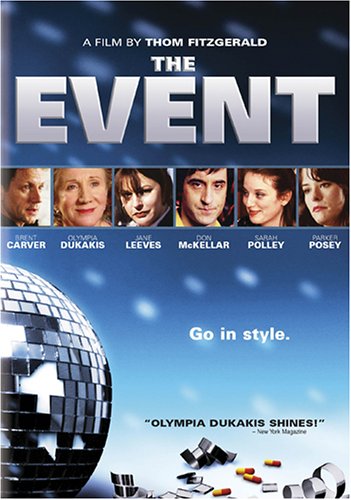 A FILM BY THOM FITZGERALD
THE
EVENT
BRENT CARVER
OLYMPIA DUKAKIS
JANE LEEVES
DON McKELLAR
SARAH POLLEY
PARKER POSEY
Go in style.
"OLYMPIA DUKAKIS SHINES!"
- New York Magazine